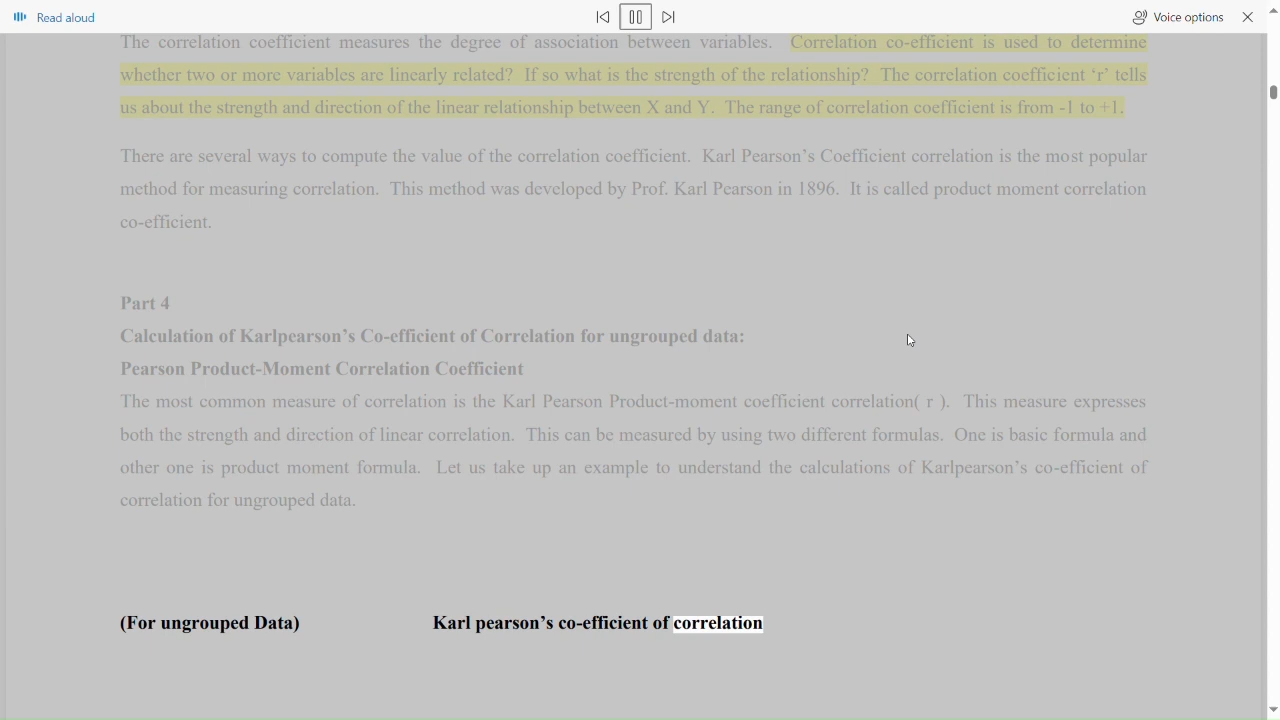 Read aloud
Voice options
The correlation coefficient measures the degree of association between variables. Correlation co-efficient is used to determine
whether two or more variables are linearly related? If so what is the strength of the relationship? The correlation coefficient ‘r’ tells
us about the strength and direction of the linear relationship between X and Y. The range of correlation coefficient is from -1 to +1.
There are several ways to compute the value of the correlation coefficient. Karl Pearson’s Coefficient correlation is the most popular
method for measuring correlation. This method was developed by Prof. Karl Pearson in 1896. It is called product moment correlation
co-efficient.
Part 4
Calculation of Karlpearson’s Co-efficient of Correlation for ungrouped data:
Pearson Product-Moment Correlation Coefficient
The most common measure of correlation is the Karl Pearson Product-moment coefficient correlation( r ). This measure expresses
both the strength and direction of linear correlation. This can be measured by using two different formulas. One is basic formula and
other one is product moment formula. Let us take up an example to understand the calculations of Karlpearson’s co-efficient of
correlation for ungrouped data.
(For ungrouped Data) Karl pearson’s co-efficient of correlation